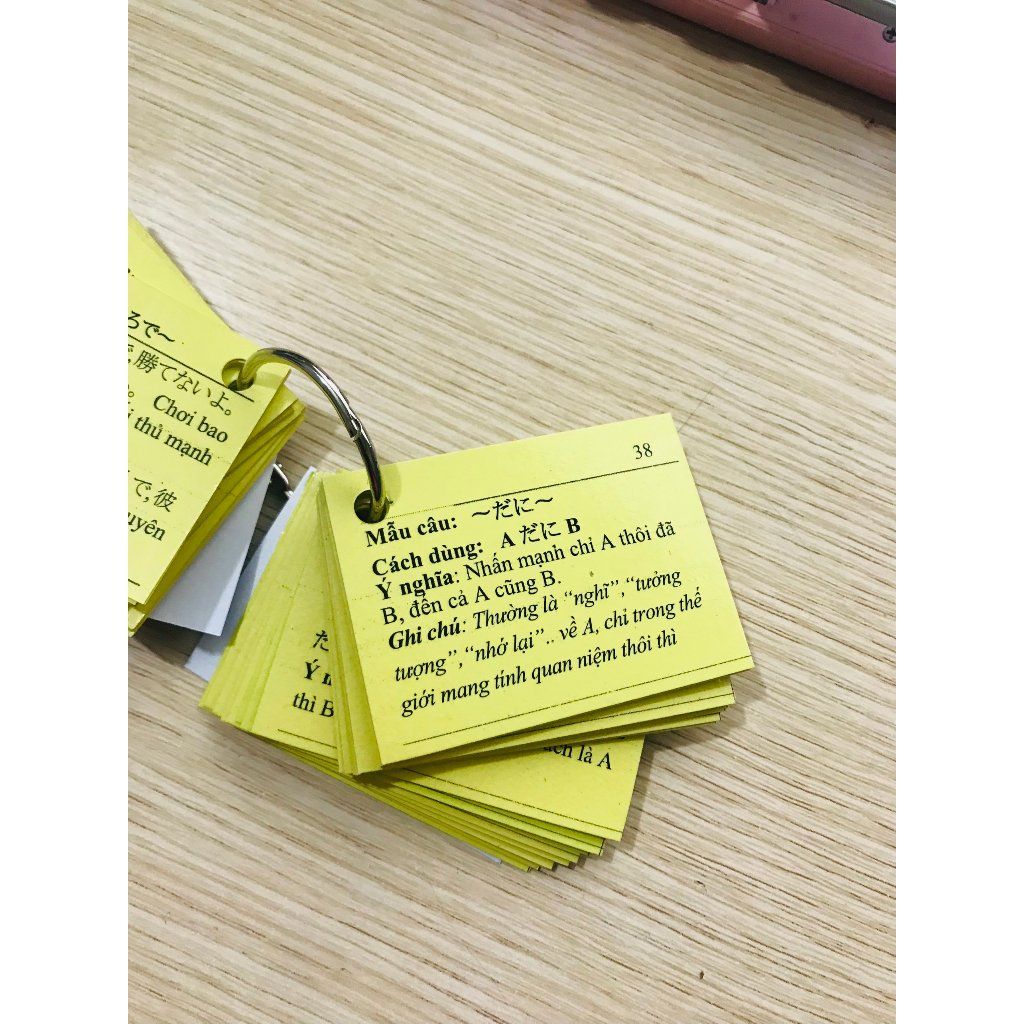 ろで～
勝てないよ。
Chơi bao
thủ mạnh
で, 彼
uyên
38
Mẫu câu: ～だに～
Cách dùng: A だに B
Ý nghĩa: Nhấn mạnh chỉ A thôi đã
B, đến cả A cũng B.
Ghi chú: Thường là “nghĩ”,“tưởng
tượng”,“nhớ lại”.. về A, chỉ trong thế
giới mang tính quan niệm thôi thì
だ
Ý n
thì B
ch là A